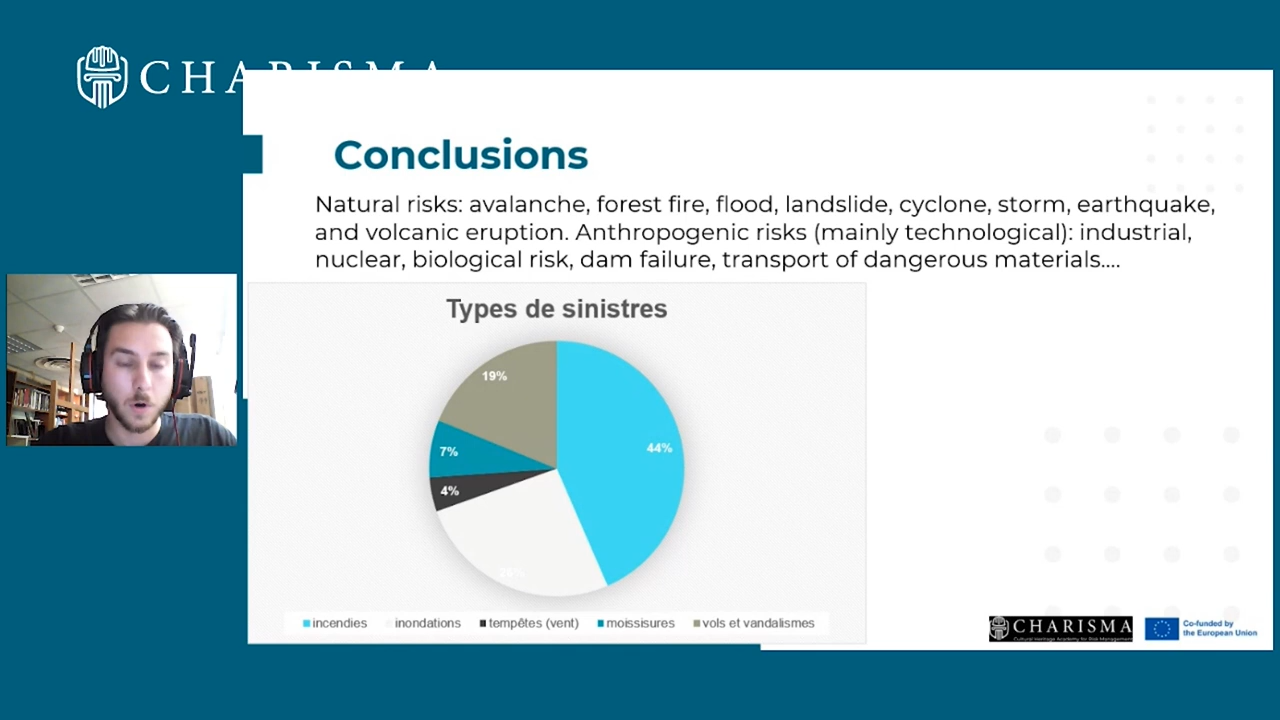 CHARISMA
Conclusions
Natural risks: avalanche, forest fire, flood, landslide, cyclone, storm, earthquake,
and volcanic eruption. Anthropogenic risks (mainly technological): industrial,
nuclear, biological risk, dam failure, transport of dangerous materials....
Types de sinistres
19%
44%
7%
4%
26%
incendies inondations tempêtes (vent) moissisures vols et vandalismes
CHARISMA
Cultural Heritage Academy for Risk Management
Co-funded by
the European Union